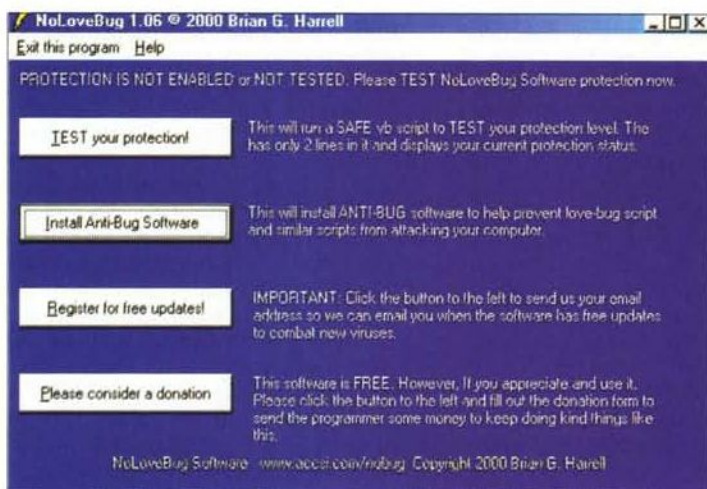 NoLoveBug 1.06 © 2000 Brian G. Harrell
Exit this program Help
PROTECTION IS NOT ENABLED or NOT TESTED. Please TEST NoLoveBug Software protection now.
TEST your protection!
This will run a SAFE vb script to TEST your protection level. The
has only 2 lines in it and displays your current protection status.
Install Anti-Bug Software
This will install ANTI-BUG software to help prevent love-bug script
and similar scripts from attacking your computer.
Register for free updates!
IMPORTANT: Click the button to the left to send us your email
address so we can email you when the software has free updates
to combat new viruses.
Please consider a donation
This software is FREE. However, If you appreciate and use it.
Please click the button to the left and fill out the donation form to
send the programmer some money to keep doing kind things like
this.
NoLoveBug Software www.accsi.com/nobug Copyright 2000 Brian G. Harrell